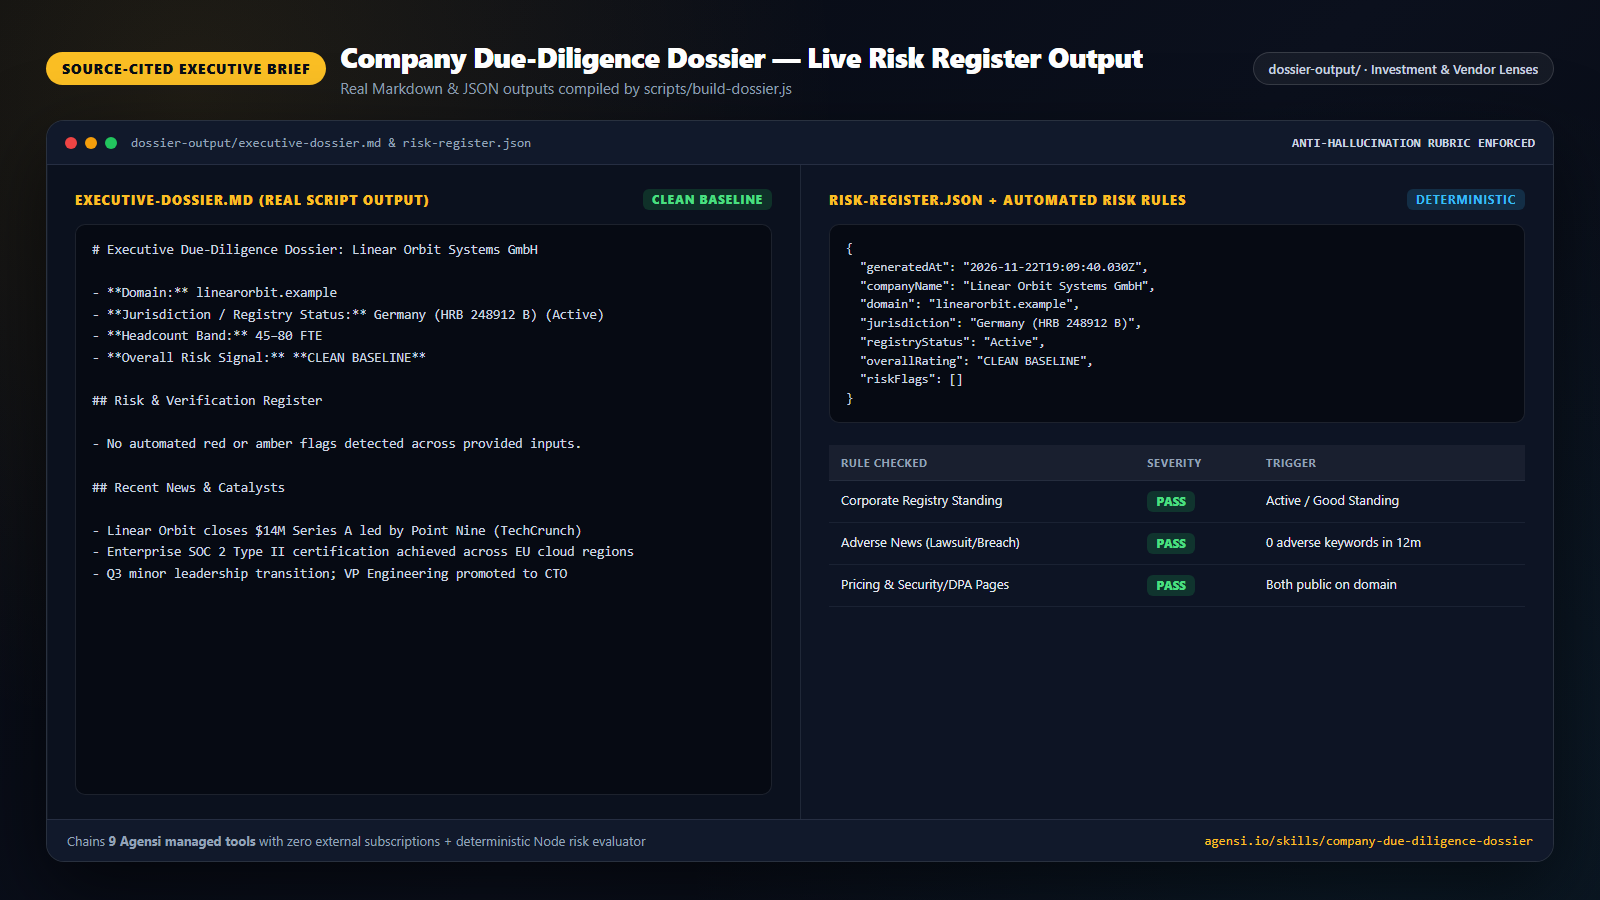 SOURCE-CITED EXECUTIVE BRIEF
Company Due-Diligence Dossier — Live Risk Register Output
Real Markdown & JSON outputs compiled by scripts/build-dossier.js
dossier-output/ · Investment & Vendor Lenses
dossier-output/executive-dossier.md & risk-register.json
ANTI-HALLUCINATION RUBRIC ENFORCED
EXECUTIVE-DOSSIER.MD (REAL SCRIPT OUTPUT)
CLEAN BASELINE
# Executive Due-Diligence Dossier: Linear Orbit Systems GmbH
- **Domain:** linearorbit.example
- **Jurisdiction / Registry Status:** Germany (HRB 248912 B) (Active)
- **Headcount Band:** 45–80 FTE
- **Overall Risk Signal:** **CLEAN BASELINE**
## Risk & Verification Register
- No automated red or amber flags detected across provided inputs.
## Recent News & Catalysts
- Linear Orbit closes $14M Series A led by Point Nine (TechCrunch)
- Enterprise SOC 2 Type II certification achieved across EU cloud regions
- Q3 minor leadership transition; VP Engineering promoted to CTO
RISK-REGISTER.JSON + AUTOMATED RISK RULES
DETERMINISTIC
{
"generatedAt": "2026-11-22T19:09:40.030Z",
"companyName": "Linear Orbit Systems GmbH",
"domain": "linearorbit.example",
"jurisdiction": "Germany (HRB 248912 B)",
"registryStatus": "Active",
"overallRating": "CLEAN BASELINE",
"riskFlags": []
}
RULE CHECKED SEVERITY TRIGGER
Corporate Registry Standing PASS Active / Good Standing
Adverse News (Lawsuit/Breach) PASS 0 adverse keywords in 12m
Pricing & Security/DPA Pages PASS Both public on domain
Chains 9 Agensi managed tools with zero external subscriptions + deterministic Node risk evaluator
agensi.io/skills/company-due-diligence-dossier